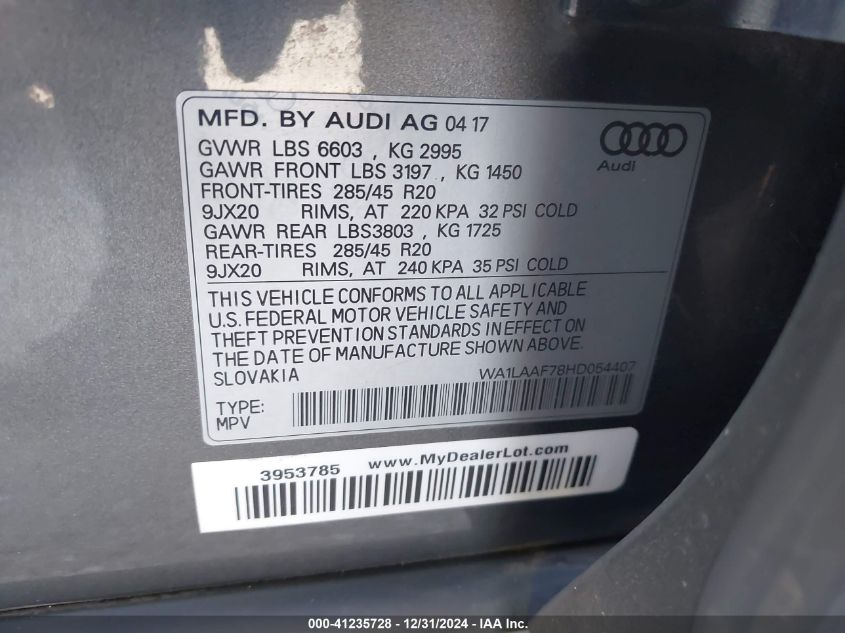 MFD. BY AUDI AG 04 17
GVWR LBS 6603 , KG 2995
GAWR FRONT LBS 3197 , KG 1450
FRONT-TIRES 285/45 R20
9JX20 RIMS, AT 220 KPA 32 PSI COLD
GAWR REAR LBS3803 , KG 1725
REAR-TIRES 285/45 R20
9JX20 RIMS, AT 240 KPA 35 PSI COLD
Audi
THIS VEHICLE CONFORMS TO ALL APPLICABLE
U.S. FEDERAL MOTOR VEHICLE SAFETY AND
THEFT PREVENTION STANDARDS IN EFFECT ON
THE DATE OF MANUFACTURE SHOWN ABOVE.
SLOVAKIA WA1LAAF78HD054407
TYPE:
MPV
3953785 www.MyDealerLot.com
000-41235728 - 12/31/2024 - IAA Inc.